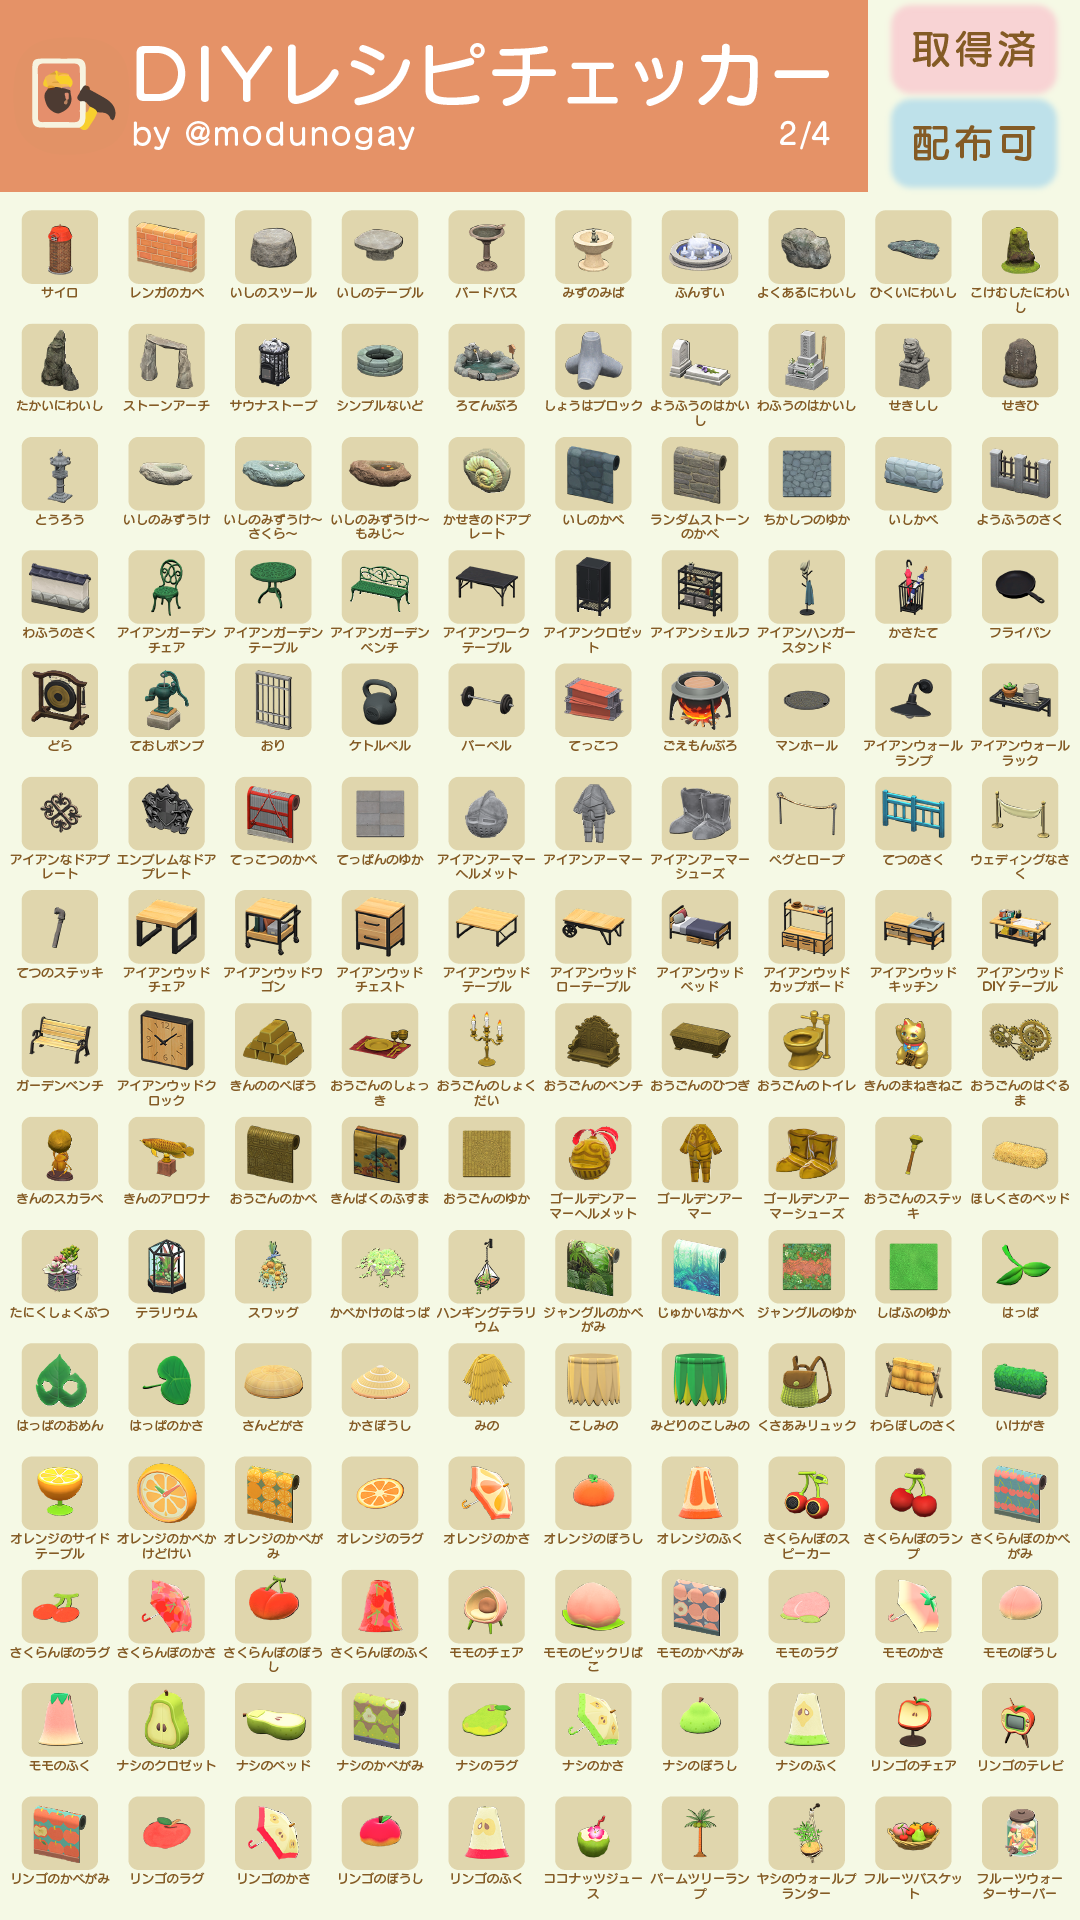 DIYレシピチェッカー
by @modunogay
2/4
取得済
配布可
サイロ
レンガのカベ
いしのスツール
いしのテーブル
バードバス
みずのみば
ふんすい
よくあるにわいし
ひくいにわいし
こけむしたにわい
し
たかいにわいし
ストーンアーチ
サウナストーブ
シンプルないど
ろてんぶろ
しょうはブロック
ようふうのはかい
し
わふうのはかいし
せきしし
せきひ
とうろう
いしのみずうけ
いしのみずうけ～
さくら～
いしのみずうけ～
もみじ～
かせきのドアプ
レート
いしのかべ
ランダムストーン
のかべ
ちかしつのゆか
いしかべ
ようふうのさく
わふうのさく
アイアンガーデン
チェア
アイアンガーデン
テーブル
アイアンガーデン
ベンチ
アイアンワーク
テーブル
アイアンクロゼッ
ト
アイアンシェルフ
アイアンハンガー
スタンド
かさたて
フライパン
どら
ておしポンプ
おり
ケトルベル
バーベル
てっこつ
ごえもんぶろ
マンホール
アイアンウォール
ランプ
アイアンウォール
ラック
アイアンなドアプ
レート
エンブレムなドア
プレート
てっこつのかべ
てっぱんのゆか
アイアンアーマー
ヘルメット
アイアンアーマー
アイアンアーマー
シューズ
ペグとロープ
てつのさく
ウェディングなさ
く
てつのステッキ
アイアンウッド
チェア
アイアンウッドワ
ゴン
アイアンウッド
チェスト
アイアンウッド
テーブル
アイアンウッド
ローテーブル
アイアンウッド
ベッド
アイアンウッド
カップボード
アイアンウッド
キッチン
アイアンウッド
DIYテーブル
ガーデンベンチ
アイアンウッドク
ロック
きんののべぼう
おうごんのしょっ
き
おうごんのしょく
だい
おうごんのベンチ
おうごんのひつぎ
おうごんのトイレ
きんのまねきねこ
おうごんのはぐる
ま
きんのスカラベ
きんのアロワナ
おうごんのかべ
きんぱくのふすま
おうごんのゆか
ゴールデンアー
マーヘルメット
ゴールデンアー
マー
ゴールデンアー
マーシューズ
おうごんのステッ
キ
ほしくさのベッド
たにくしょくぶつ
テラリウム
スワッグ
かべかけのはっぱ
ハンギングテラリ
ウム
ジャングルのかべ
がみ
じゅかいなかべ
ジャングルのゆか
しばふのゆか
はっぱ
はっぱのおめん
はっぱのかさ
さんどがさ
かさぼうし
みの
こしみの
みどりのこしみの
くさあみリュック
わらぼしのさく
いけがき
オレンジのサイド
テーブル
オレンジのかべか
けどけい
オレンジのかべが
み
オレンジのラグ
オレンジのかさ
オレンジのぼうし
オレンジのふく
さくらんぼのス
ピーカー
さくらんぼのラン
プ
さくらんぼのかべ
がみ
さくらんぼのラグ
さくらんぼのかさ
さくらんぼのぼう
し
さくらんぼのふく
モモのチェア
モモのビックリば
こ
モモのかべがみ
モモのラグ
モモのかさ
モモのぼうし
モモのふく
ナシのクロゼット
ナシのベッド
ナシのかべがみ
ナシのラグ
ナシのかさ
ナシのぼうし
ナシのふく
リンゴのチェア
リンゴのテレビ
リンゴのかべがみ
リンゴのラグ
リンゴのかさ
リンゴのぼうし
リンゴのふく
ココナッツジュー
ス
パームツリーラン
プ
ヤシのウォールプ
ランター
フルーツバスケッ
ト
フルーツウォー
ターサーバー